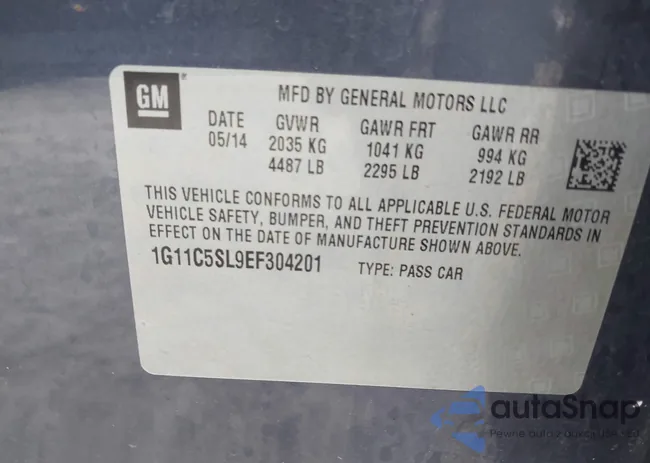 GM
MFD BY GENERAL MOTORS LLC
DATE GVWR GAWR FRT GAWR RR
05/14 2035 KG 1041 KG 994 KG
4487 LB 2295 LB 2192 LB
THIS VEHICLE CONFORMS TO ALL APPLICABLE U.S. FEDERAL MOTOR
VEHICLE SAFETY, BUMPER, AND THEFT PREVENTION STANDARDS IN
EFFECT ON THE DATE OF MANUFACTURE SHOWN ABOVE.
1G11C5SL9EF304201 TYPE: PASS CAR
autoSnap
Pewne auto z